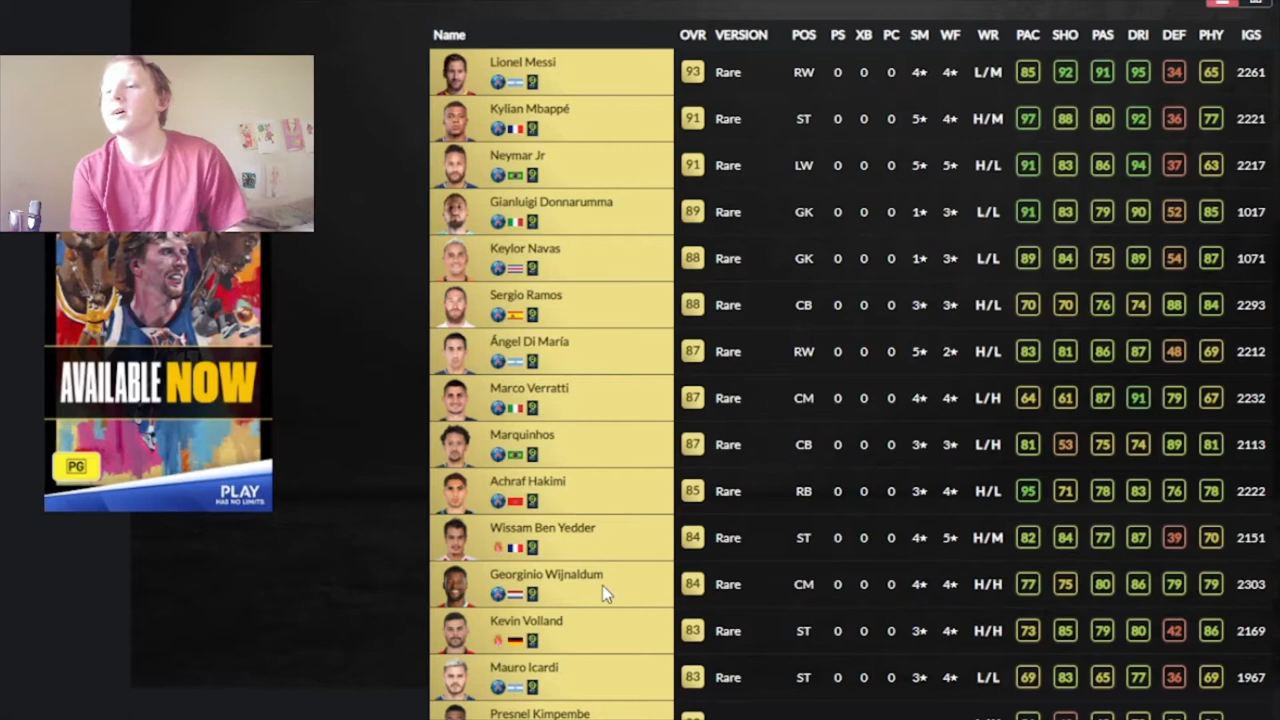 Name OVR VERSION POS PS XB PC SM WF WR PAC SHO PAS DRI DEF PHY IGS
Lionel Messi 93 Rare RW 0 0 0 4★ 4★ L/M 85 92 91 95 34 65 2261
Kylian Mbappé 91 Rare ST 0 0 0 5★ 4★ H/M 97 88 80 92 36 77 2221
Neymar Jr 91 Rare LW 0 0 0 5★ 5★ H/L 91 83 86 94 37 63 2217
Gianluigi Donnarumma 89 Rare GK 0 0 0 1★ 3★ L/L 91 83 79 90 52 85 1017
Keylor Navas 88 Rare GK 0 0 0 1★ 3★ L/L 89 84 75 89 54 87 1071
Sergio Ramos 88 Rare CB 0 0 0 3★ 3★ H/L 70 70 76 74 88 84 2293
Ángel Di María 87 Rare RW 0 0 0 5★ 2★ H/L 83 81 86 87 48 69 2212
Marco Verratti 87 Rare CM 0 0 0 4★ 4★ L/H 64 61 87 91 79 67 2232
Marquinhos 87 Rare CB 0 0 0 3★ 3★ L/H 81 53 75 74 89 81 2113
Achraf Hakimi 85 Rare RB 0 0 0 3★ 4★ H/L 95 71 78 83 76 78 2222
Wissam Ben Yedder 84 Rare ST 0 0 0 4★ 5★ H/M 82 84 77 87 39 70 2151
Georginio Wijnaldum 84 Rare CM 0 0 0 4★ 4★ H/H 77 75 80 86 79 79 2303
Kevin Volland 83 Rare ST 0 0 0 3★ 4★ H/H 73 85 79 80 42 86 2169
Mauro Icardi 83 Rare ST 0 0 0 3★ 4★ L/L 69 83 65 77 36 69 1967
Presnel Kimpembe
AVAILABLE NOW
PG
PLAY
HAS NO LIMITS